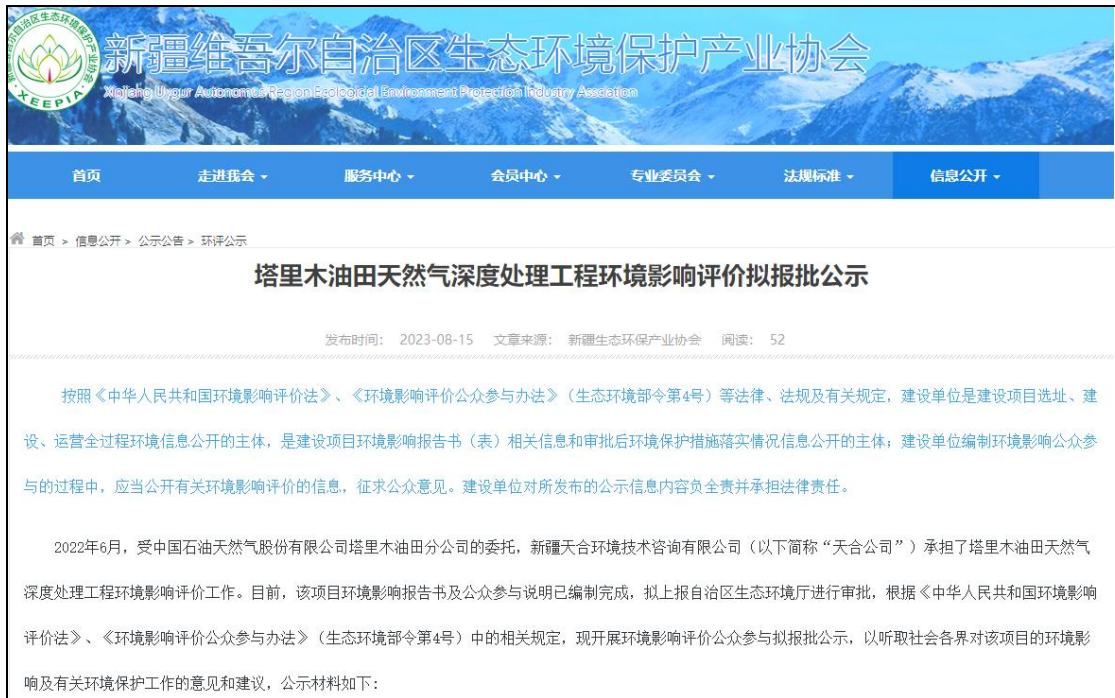 新疆维吾尔自治区生态环境保护产业协会
XEEPIA
首页 走进我会 服务中心 会员中心 专业委员会 法规标准 信息公开
首页 > 信息公开 > 公示公告 > 环评公示
塔里木油田天然气深度处理工程环境影响评价拟报批公示
发布时间: 2023-08-15 文章来源: 新疆生态环保产业协会 阅读: 52
按照《中华人民共和国环境影响评价法》、《环境影响评价公众参与办法》(生态环境部令第4号)等法律、法规及有关规定,建设单位是建设项目选址、建
设、运营全过程环境信息公开的主体,是建设项目环境影响报告书(表)相关信息和审批后环境保护措施落实情况信息公开的主体;建设单位编制环境影响公众参
与的过程中,应当公开有关环境影响评价的信息,征求公众意见。建设单位对所发布的公示信息内容负全责并承担法律责任。
2022年6月,受中国石油天然气股份有限公司塔里木油田分公司的委托,新疆天合环境技术咨询有限公司(以下简称“天合公司”)承担了塔里木油田天然气
深度处理工程环境影响评价工作。目前,该项目环境影响报告书及公众参与说明已编制完成,拟上报自治区生态环境厅进行审批,根据《中华人民共和国环境影响
评价法》、《环境影响评价公众参与办法》(生态环境部令第4号)中的相关规定,现开展环境影响评价公众参与拟报批公示,以听取社会各界对该项目的环境影
响及有关环境保护工作的意见和建议,公示材料如下: